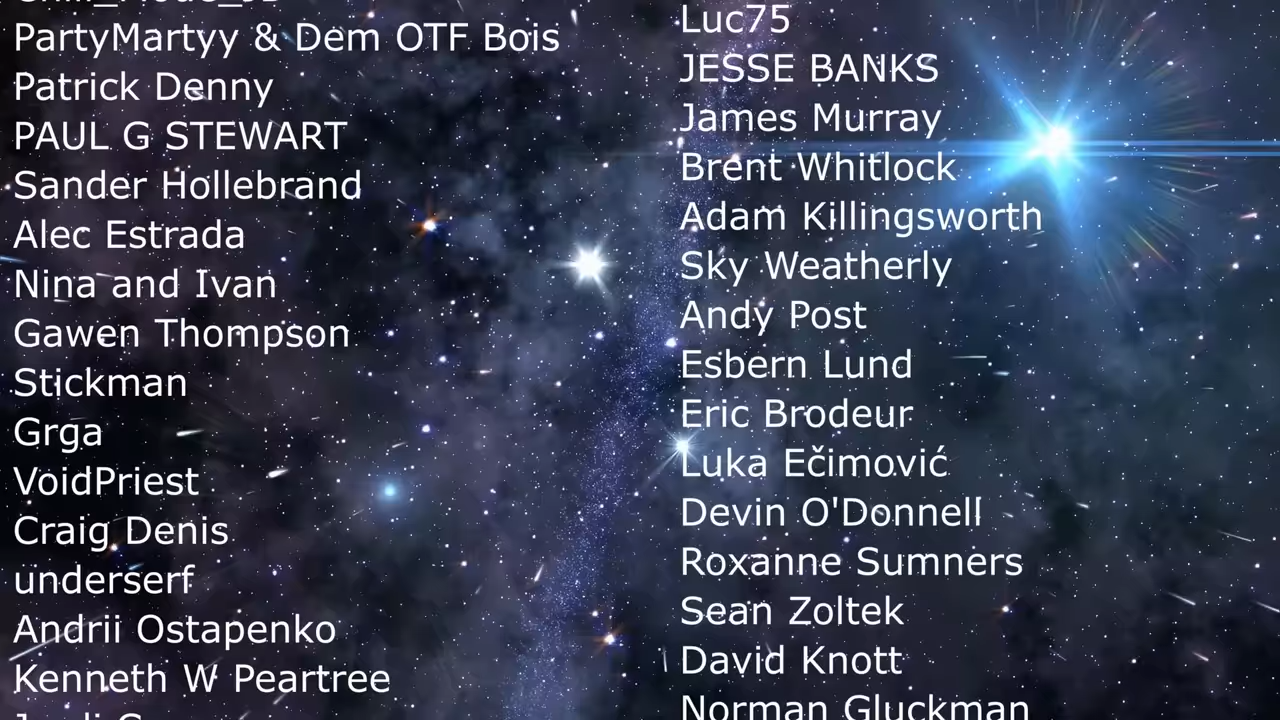 PartyMartyy & Dem OTF Bois
Patrick Denny
PAUL G STEWART
Sander Hollebrand
Alec Estrada
Nina and Ivan
Gawen Thompson
Stickman
Grga
VoidPriest
Craig Denis
underserf
Andrii Ostapenko
Kenneth W Peartree
Luc75
JESSE BANKS
James Murray
Brent Whitlock
Adam Killingsworth
Sky Weatherly
Andy Post
Esbern Lund
Eric Brodeur
Luka Ečimović
Devin O'Donnell
Roxanne Sumners
Sean Zoltek
David Knott
Norman Gluckman